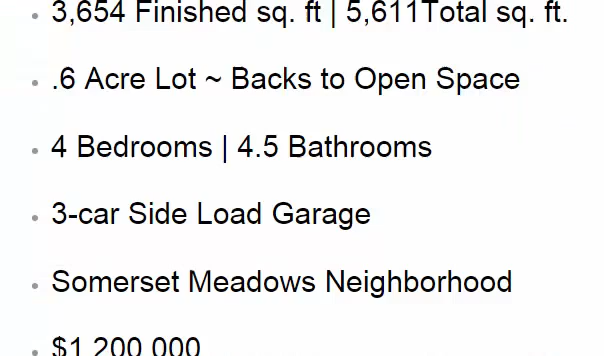 3,654 Finished sq. ft | 5,611Total sq. ft.
.6 Acre Lot ~ Backs to Open Space
4 Bedrooms | 4.5 Bathrooms
3-car Side Load Garage
Somerset Meadows Neighborhood
$1,200,000